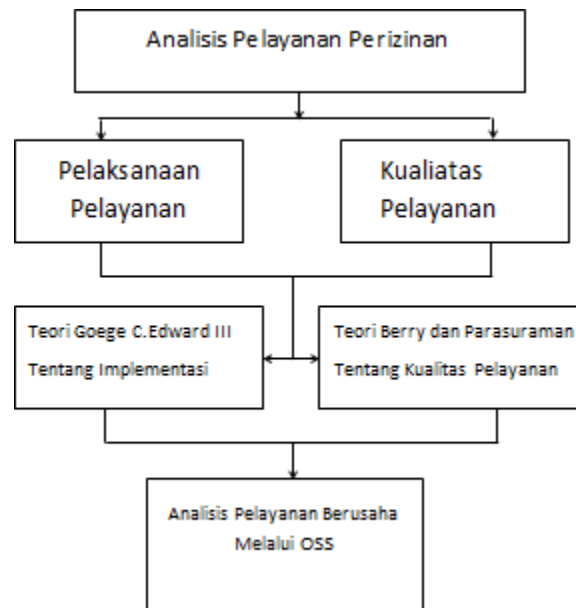 Analisis Pelayanan Perizinan
Pelaksanaan
Pelayanan
Kualiatas
Pelayanan
Teori Goege C.Edward III
Tentang Implementasi
Teori Berry dan Parasuraman
Tentang Kualitas Pelayanan
Analisis Pelayanan Berusaha
Melalui OSS